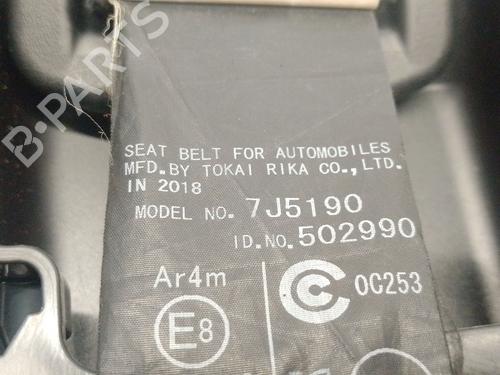 B-PARTS
SEAT BELT FOR AUTOMOBILES
MFD.BY TOKAI RIKA CO.,LTD.
IN 2018
MODEL NO. 7J5190
ID.NO.502990
Ar4m
E8
C 0C253